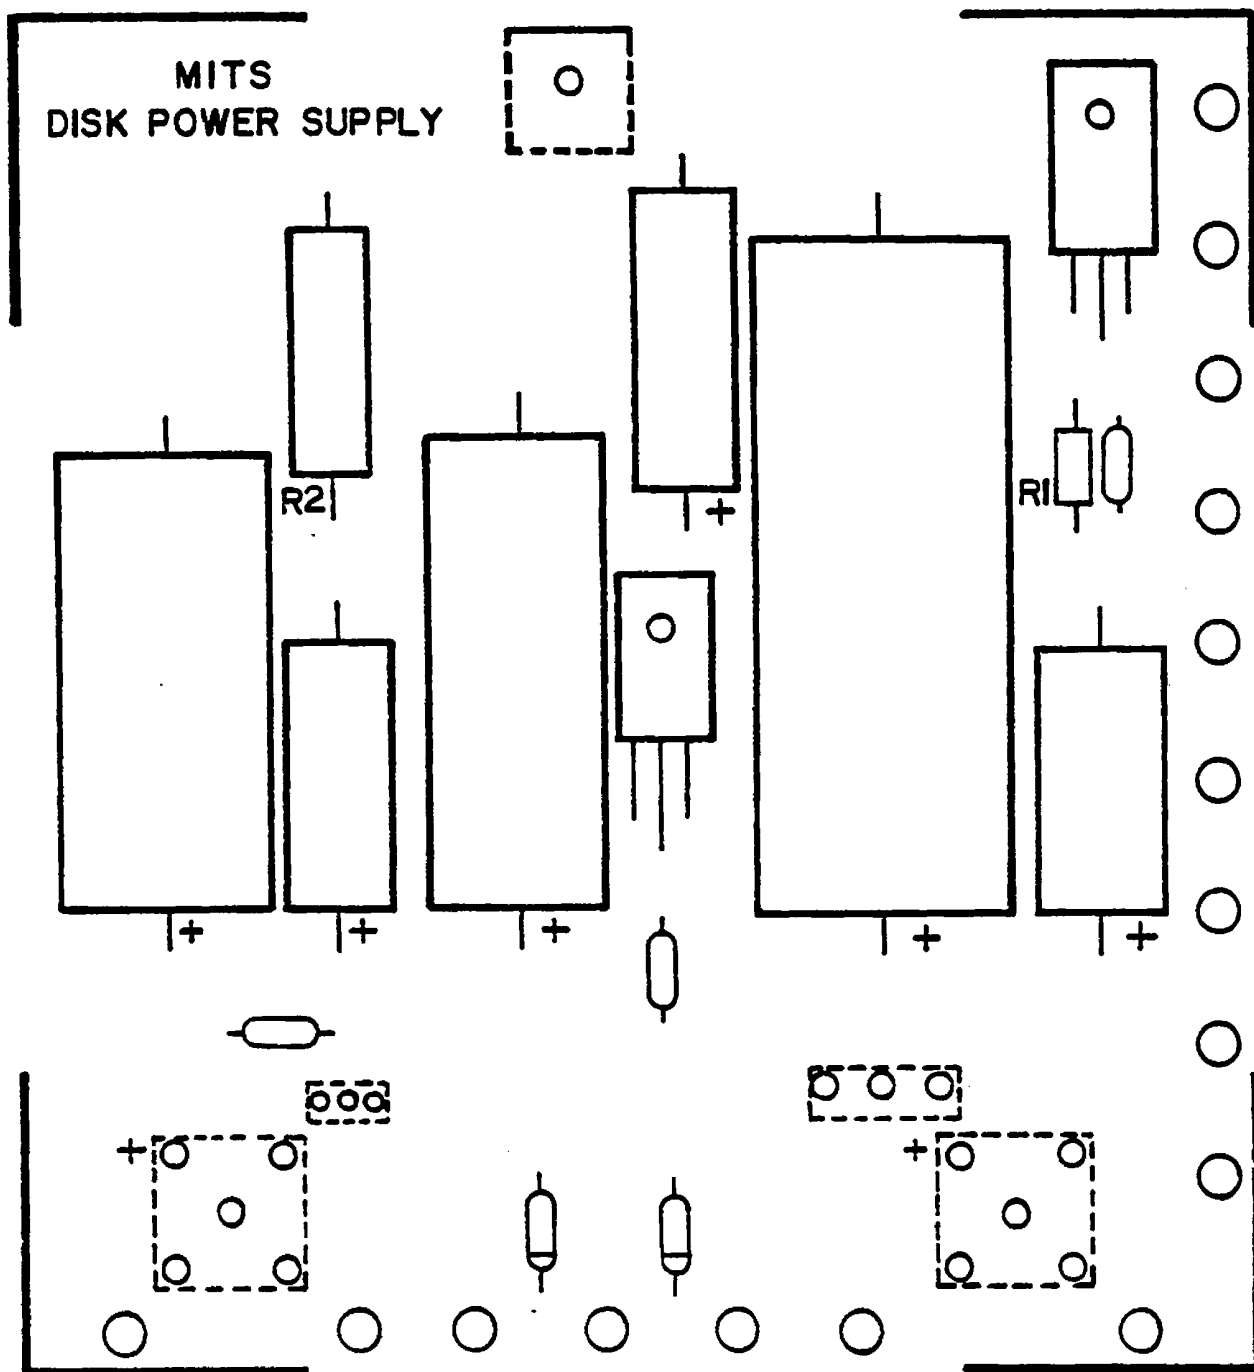 MITS
DISK POWER SUPPLY
R2
+
R1
+
+
+
+
+
+
+